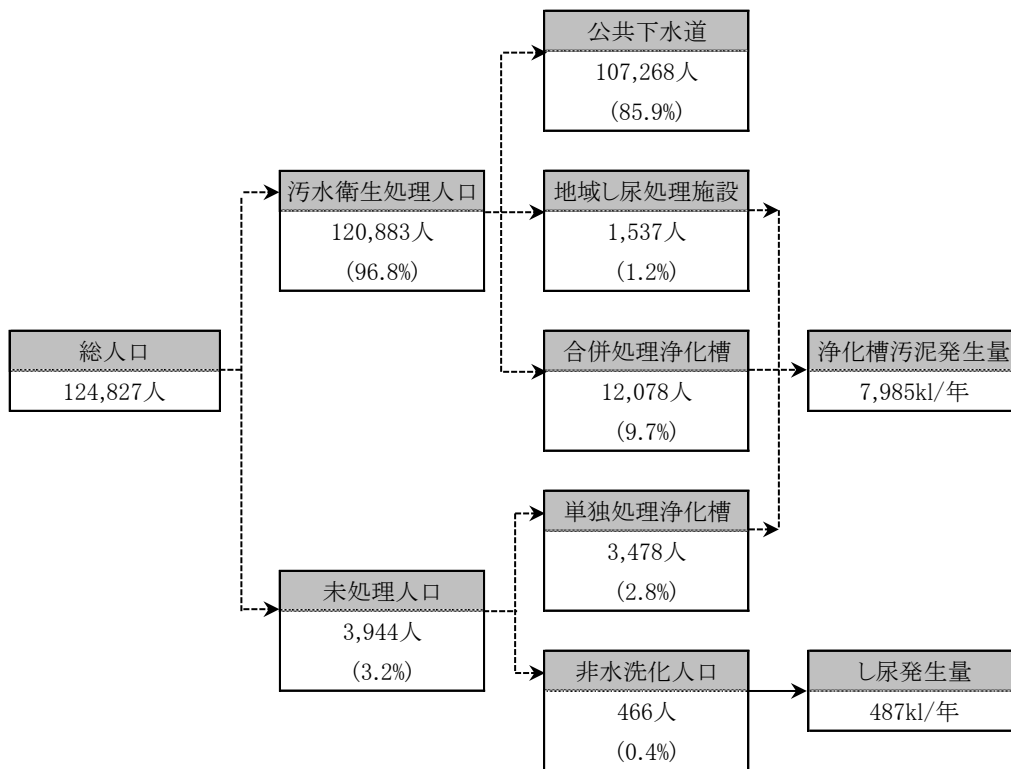 公共下水道
107,268人
(85.9%)
汚水衛生処理人口
120,883人
(96.8%)
地域し尿処理施設
1,537人
(1.2%)
総人口
124,827人
合併処理浄化槽
12,078人
(9.7%)
浄化槽汚泥発生量
7,985kl/年
単独処理浄化槽
3,478人
(2.8%)
未処理人口
3,944人
(3.2%)
非水洗化人口
466人
(0.4%)
し尿発生量
487kl/年